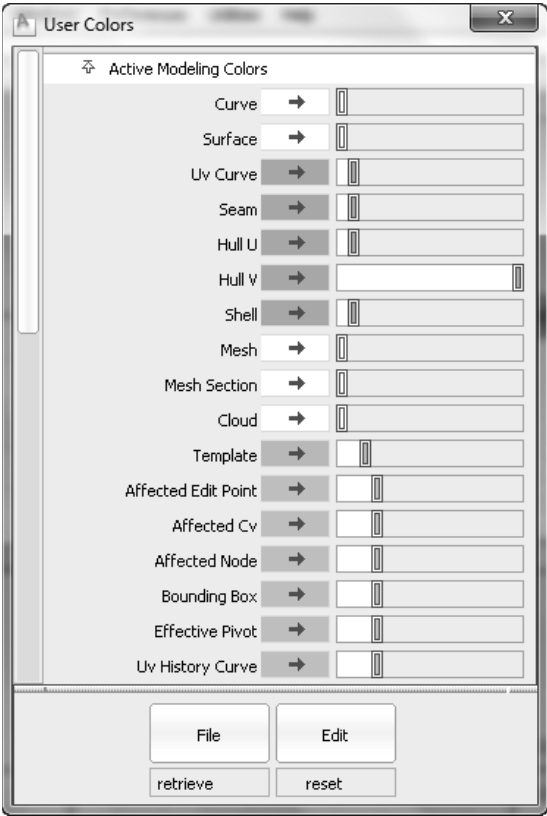 User Colors
Active Modeling Colors
Curve
Surface
Uv Curve
Seam
Hull U
Hull V
Shell
Mesh
Mesh Section
Cloud
Template
Affected Edit Point
Affected Cv
Affected Node
Bounding Box
Effective Pivot
Uv History Curve
File Edit
retrieve reset